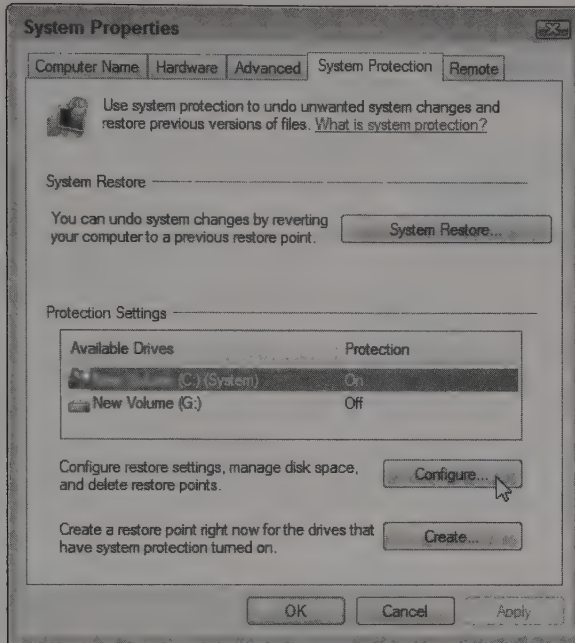 System Properties
Computer Name
Hardware
Advanced
System Protection
Remote
Use system protection to undo unwanted system changes and
restore previous versions of files. What is system protection?
System Restore
You can undo system changes by reverting
your computer to a previous restore point.
System Restore...
Protection Settings
Available Drives
Protection
New Volume (C:) (System)
On
New Volume (G:)
Off
Configure restore settings, manage disk space,
and delete restore points.
Configure...
Create a restore point right now for the drives that
have system protection turned on.
Create...
OK
Cancel
Apply